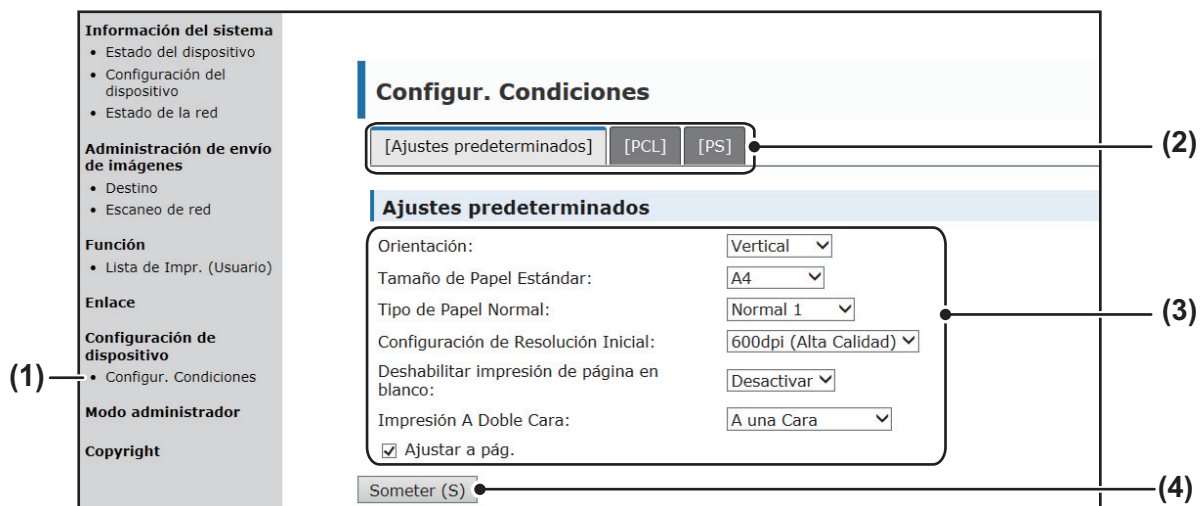 Información del sistema
• Estado del dispositivo
• Configuración del
dispositivo
• Estado de la red
Administración de envío
de imágenes
• Destino
• Escaneo de red
Función
• Lista de Impr. (Usuario)
Enlace
Configuración de
dispositivo
(1)
• Configur. Condiciones
Modo administrador
Copyright
Configur. Condiciones
[Ajustes predeterminados] [PCL] [PS]
(2)
Ajustes predeterminados
Orientación: Vertical
Tamaño de Papel Estándar: A4
Tipo de Papel Normal: Normal 1
(3)
Configuración de Resolución Inicial: 600dpi (Alta Calidad)
Deshabilitar impresión de página en
blanco: Desactivar
Impresión A Doble Cara: A una Cara
Ajustar a pág.
Someter (S)
(4)